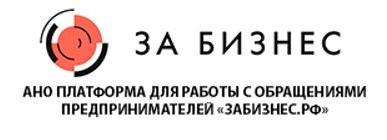 ЗА БИЗНЕС
АНО ПЛАТФОРМА ДЛЯ РАБОТЫ С ОБРАЩЕНИЯМИ
ПРЕДПРИНИМАТЕЛЕЙ «ЗАБИЗНЕС.РФ»